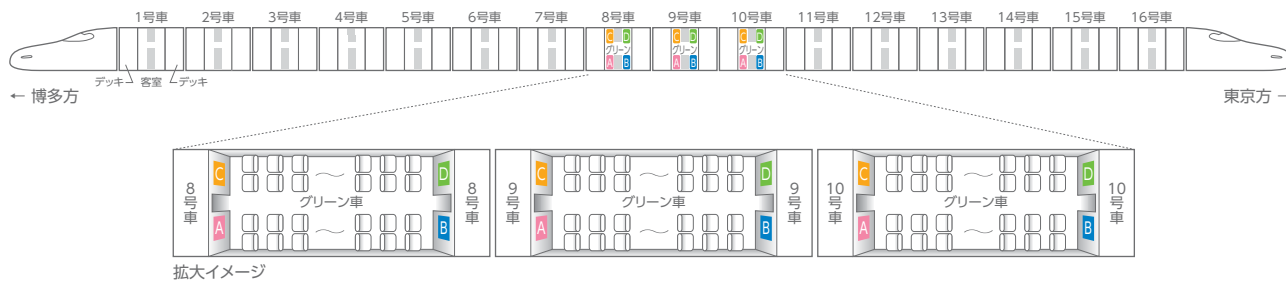 1号車 2号車 3号車 4号車 5号車 6号車 7号車 8号車 9号車 10号車 11号車 12号車 13号車 14号車 15号車 16号車
C D C D C D
グリーン グリーン グリーン
A B A B A B
デッキ 客室 デッキ
← 博多方 東京方
C D C D C D
8号車 グリーン車 8号車 9号車 グリーン車 9号車 10号車 グリーン車 10号車
A B A B A B
拡大イメージ